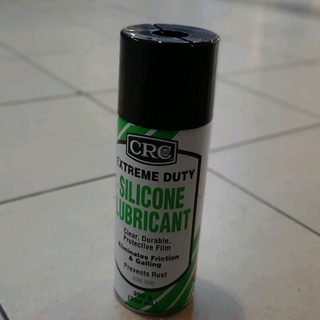 CRC
EXTREME DUTY
SILICONE
LUBRICANT
Clear, Durable,
Protective Film
Eliminates Friction
& Galling
Prevents Rust